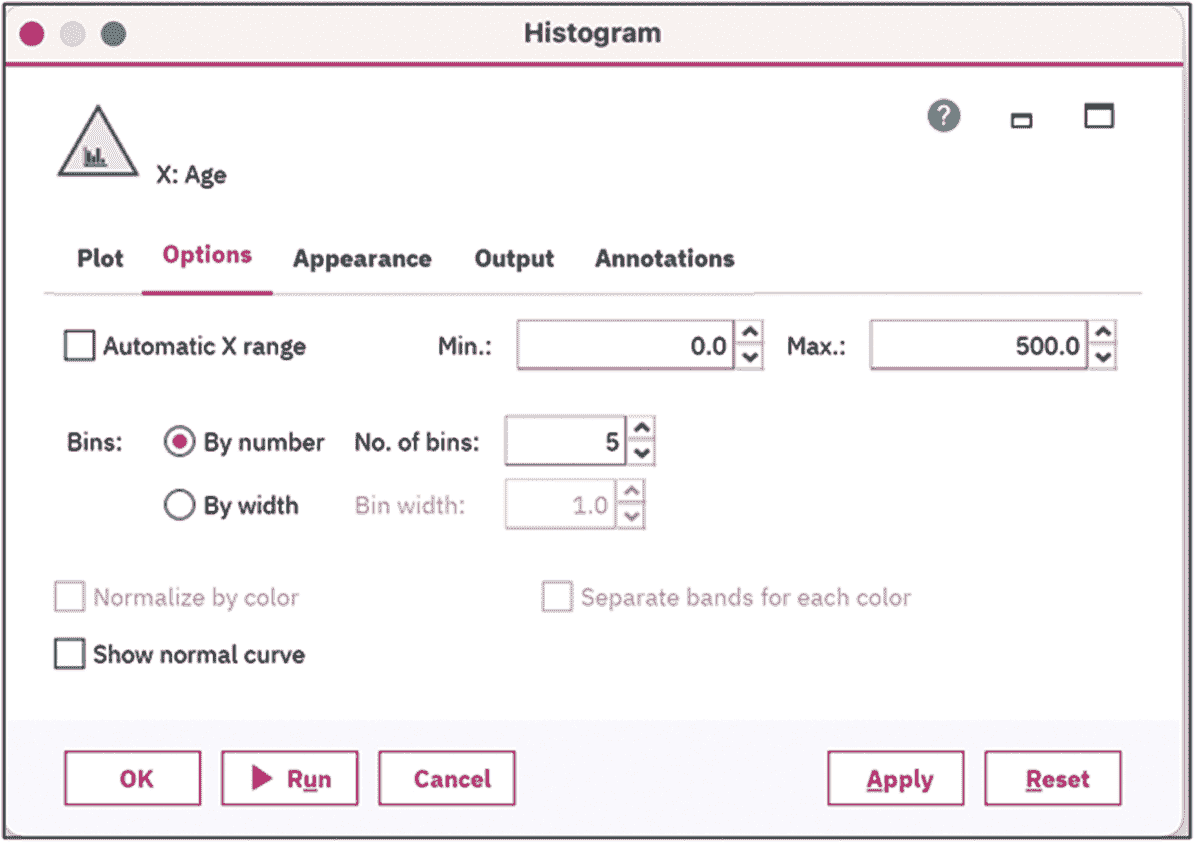 Histogram
?
X: Age
Plot Options Appearance Output Annotations
Automatic X range Min.: 0.0 Max.: 500.0
Bins: By number No. of bins: 5
By width Bin width: 1.0
Normalize by color Separate bands for each color
Show normal curve
OK Run Cancel Apply Reset